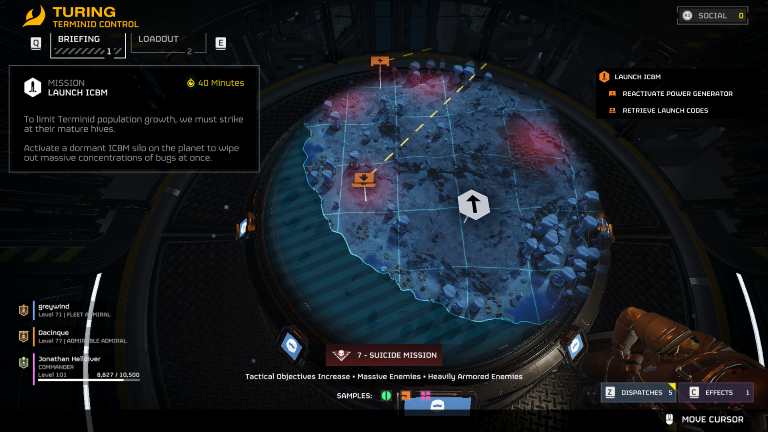 TURING
TERMINID CONTROL
SOCIAL 0
Q
BRIEFING
1
LOADOUT
2
E
MISSION
LAUNCH ICBM
40 Minutes
To limit Terminid population growth, we must strike
at their mature hives.
Activate a dormant ICBM silo on the planet to wipe
out massive concentrations of bugs at once.
LAUNCH ICBM
REACTIVATE POWER GENERATOR
RETRIEVE LAUNCH CODES
greywind
Level 71 | FLEET ADMIRAL
Dacinque
Level 77 | ADMIRABLE ADMIRAL
Jonathan Helldiver
COMMANDER
Level 101
8,827 / 10,500
7 - SUICIDE MISSION
Tactical Objectives Increase • Massive Enemies • Heavily Armored Enemies
SAMPLES:
Z DISPATCHES 5
C EFFECTS 1
MOVE CURSOR